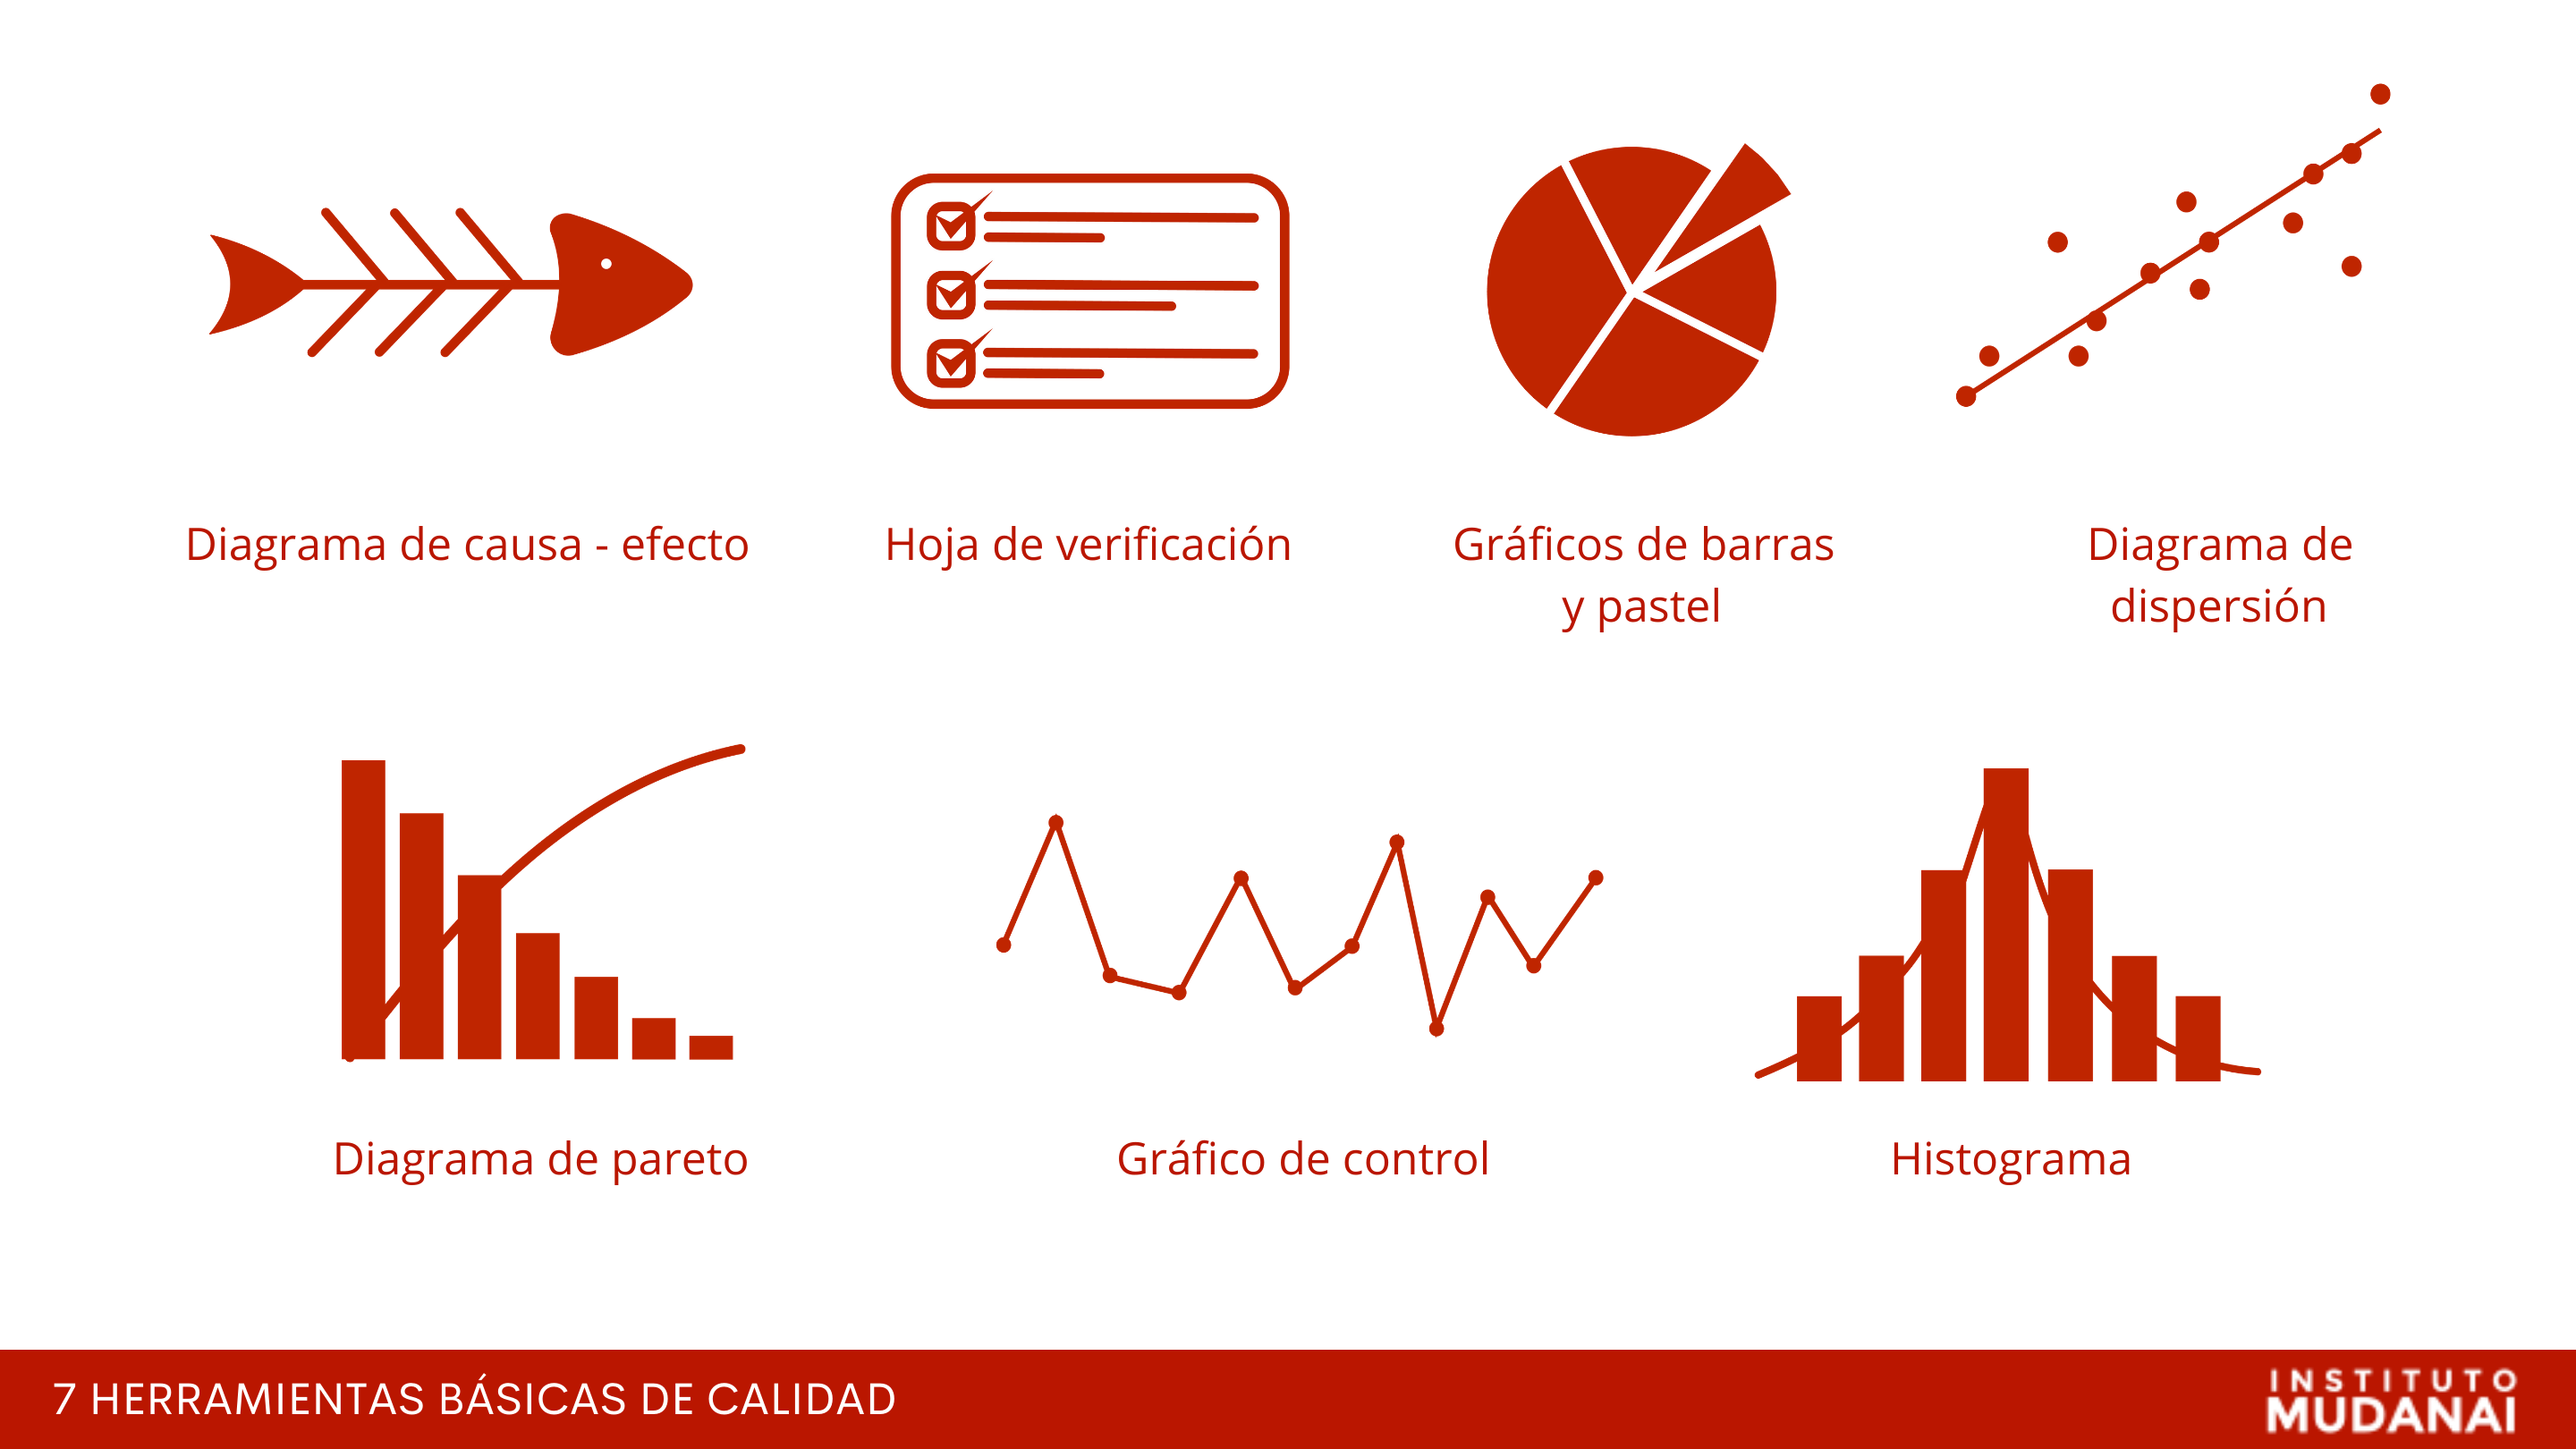 Diagrama de causa - efecto
Hoja de verificación
Gráficos de barras
y pastel
Diagrama de
dispersión
Diagrama de pareto
Gráfico de control
Histograma
7 HERRAMIENTAS BÁSICAS DE CALIDAD
INSTITUTO
MUDANAI